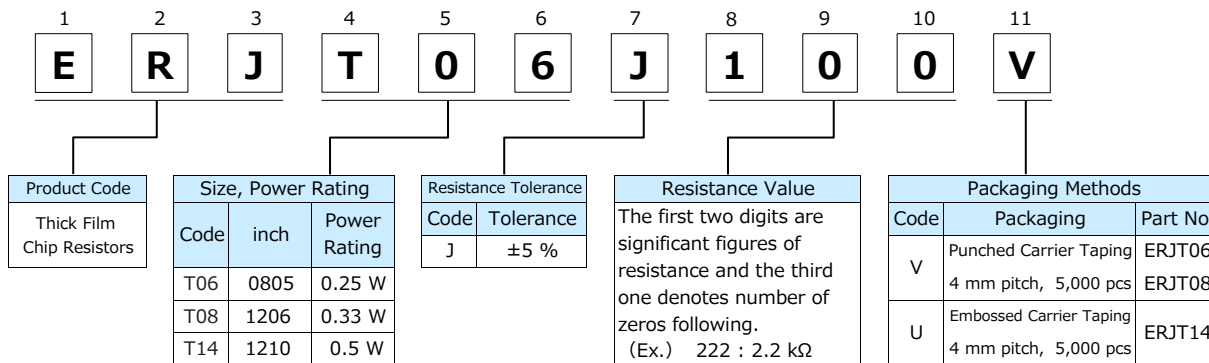 1 2 3 4 5 6 7 8 9 10 11
E R J T 0 6 J 1 0 0 V
Product Code
Thick Film
Chip Resistors
Size, Power Rating
Code inch Power Rating
T06 0805 0.25 W
T08 1206 0.33 W
T14 1210 0.5 W
Resistance Tolerance
Code Tolerance
J ±5 %
Resistance Value
The first two digits are
significant figures of
resistance and the third
one denotes number of
zeros following.
(Ex.) 222 : 2.2 kΩ
Packaging Methods
Code Packaging Part No
V Punched Carrier Taping ERJT06
4 mm pitch, 5,000 pcs ERJT08
U Embossed Carrier Taping ERJT14
4 mm pitch, 5,000 pcs